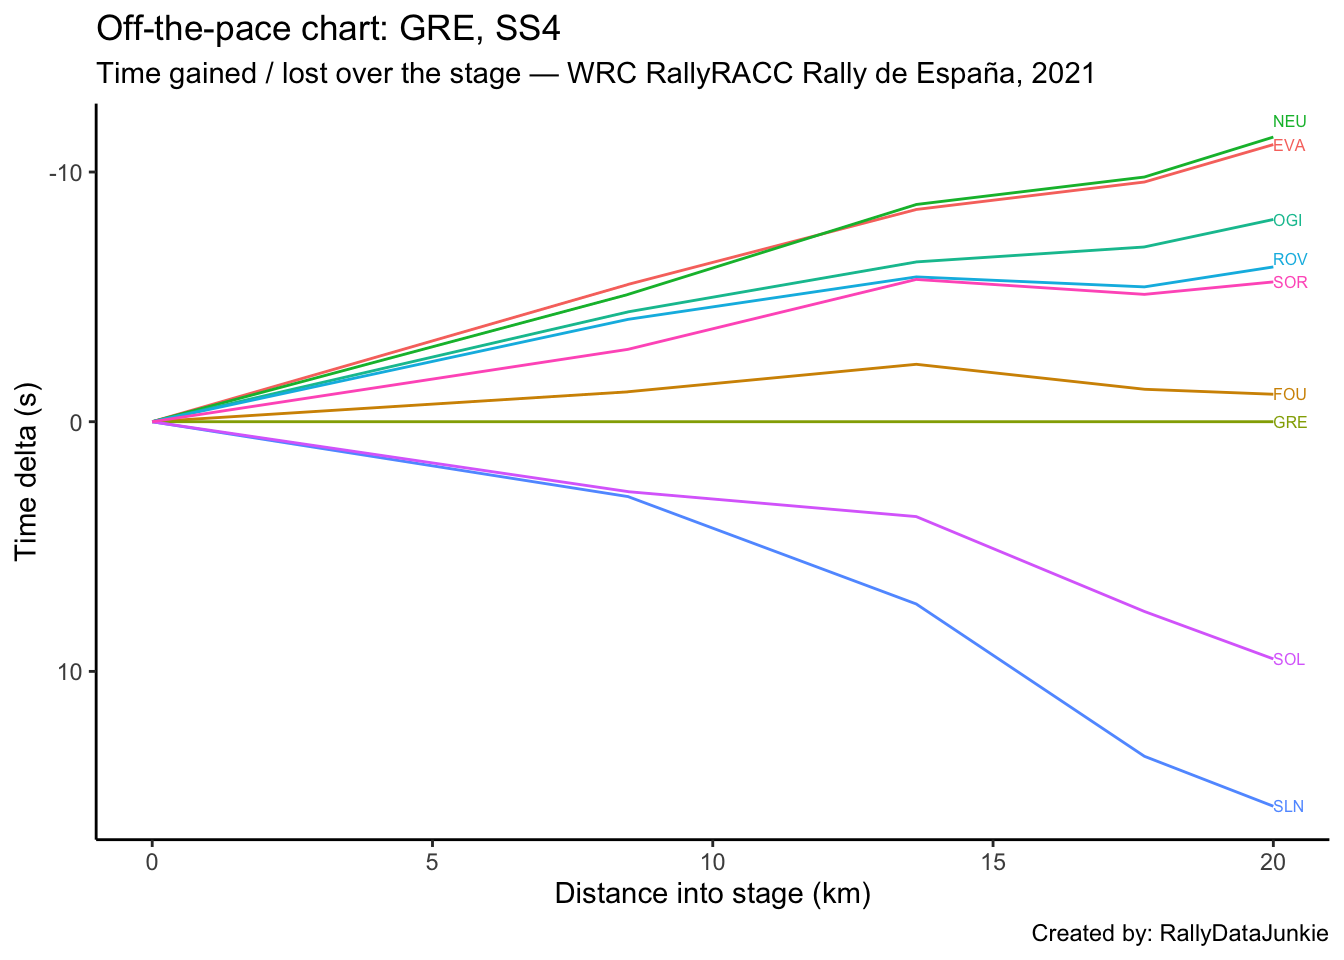 Off-the-pace chart: GRE, SS4
Time gained / lost over the stage — WRC RallyRACC Rally de España, 2021
NEU
EVA
-10
OGI
ROV
SOR
FOU
0
GRE
Time delta (s)
SOL
10
SLN
0 5 10 15 20
Distance into stage (km)
Created by: RallyDataJunkie